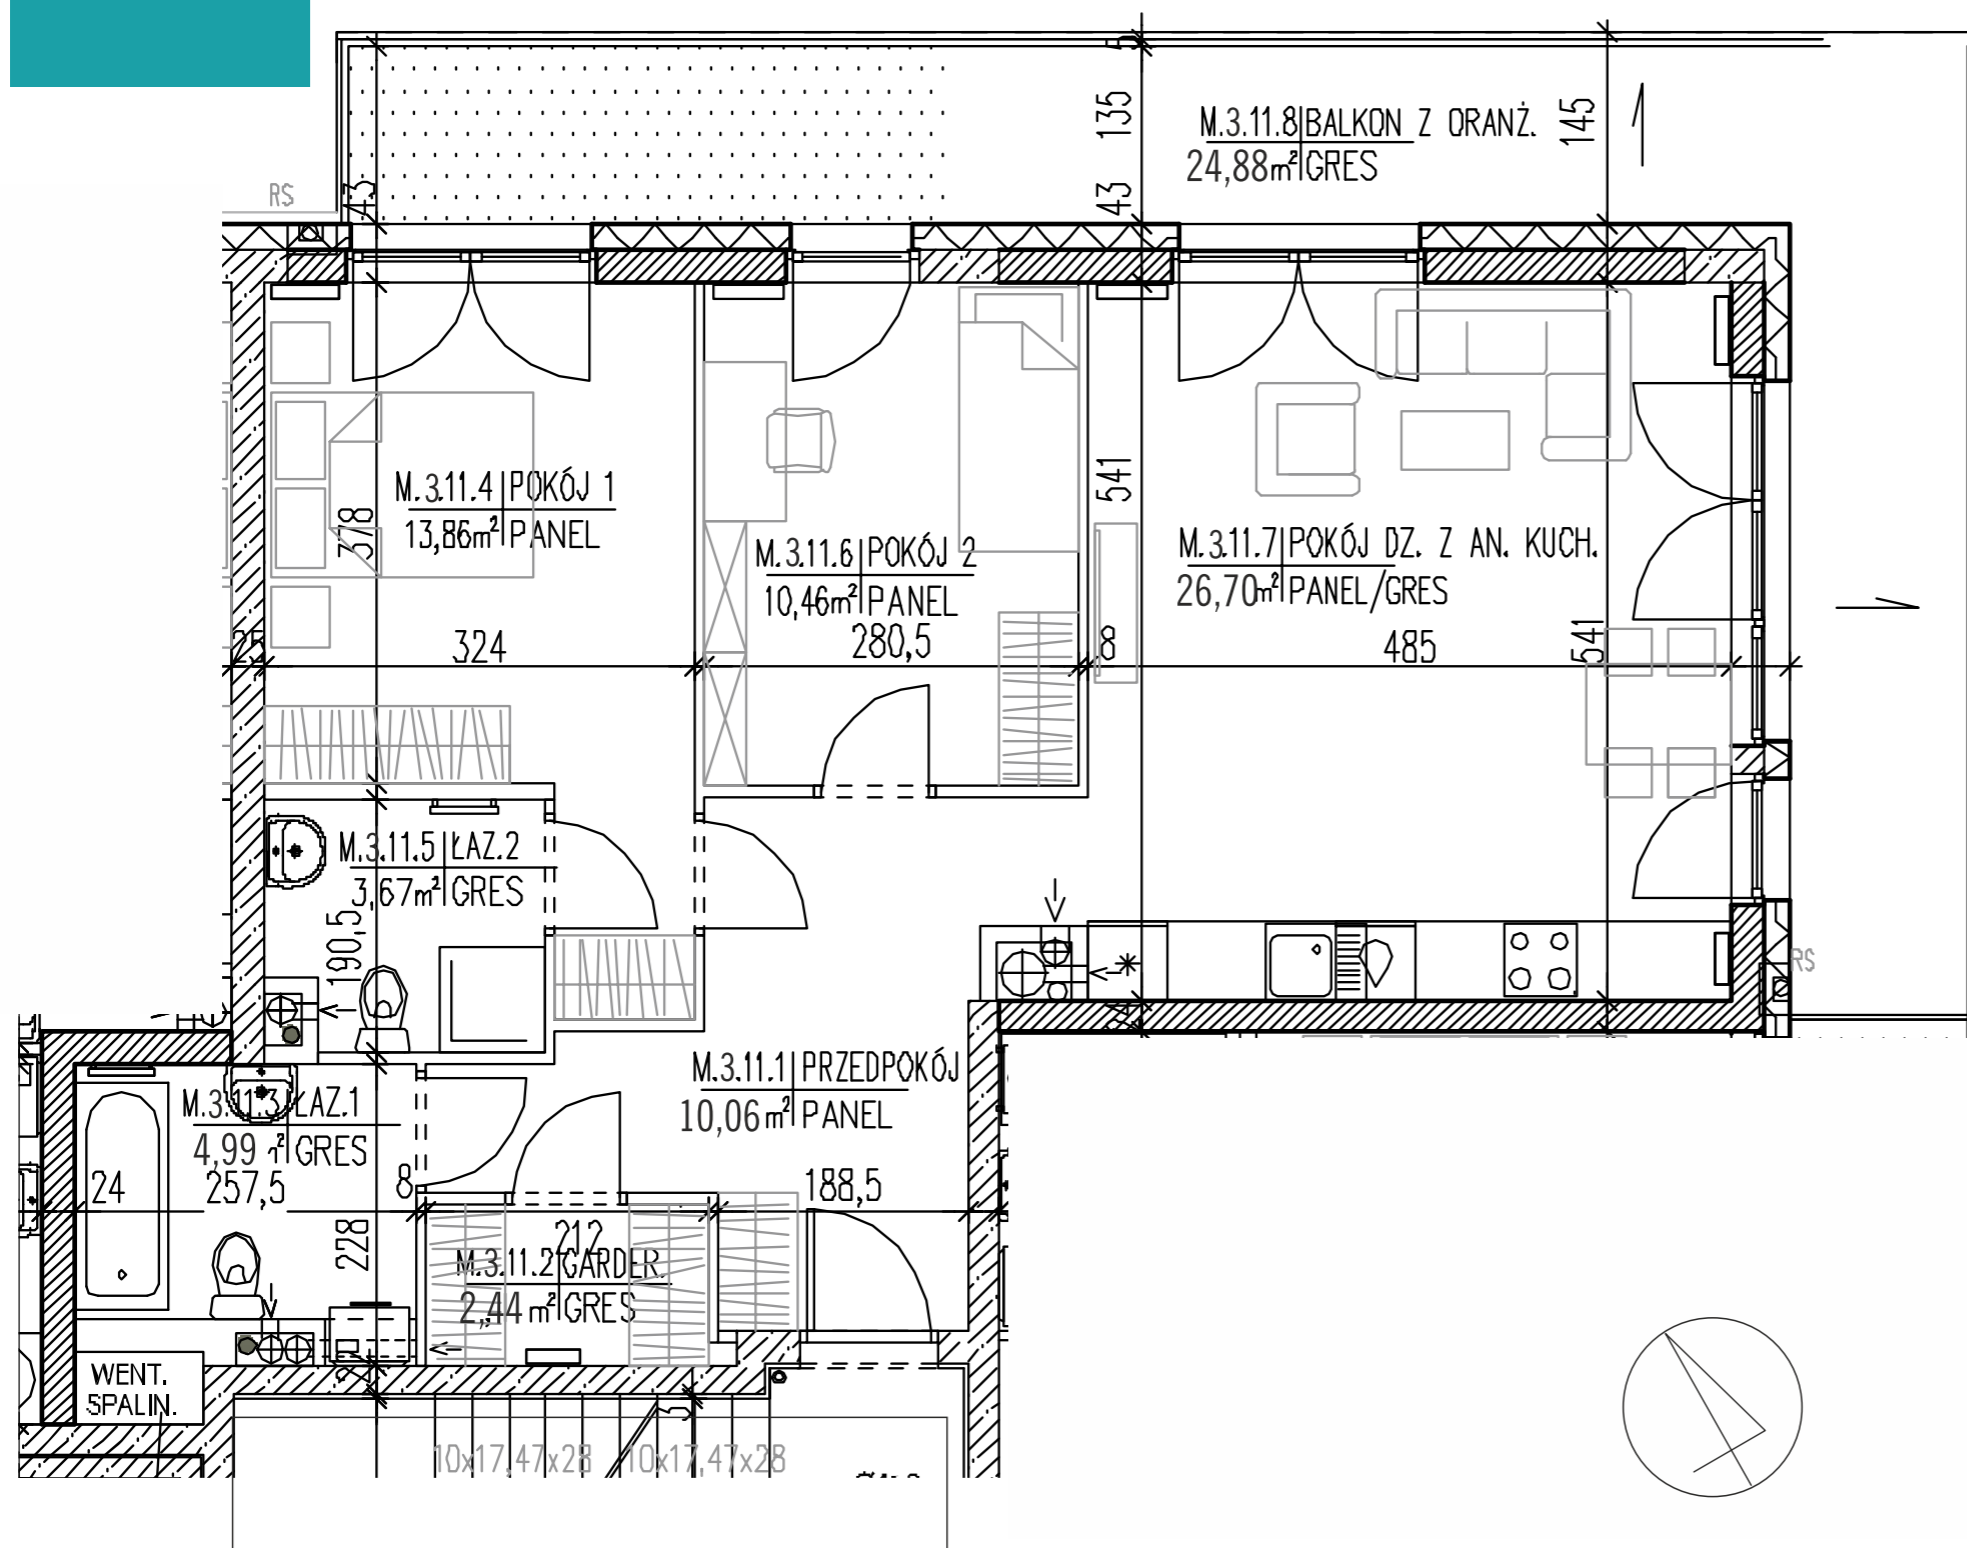 5
135
145
M.3.11.8 BALKON Z ORANŻ.
24,88m² GRES
RS
43
43
M.3.11.4 POKÓJ 1
13,86m² PANEL
378
541
M.3.11.6 POKÓJ 2
10,46m² PANEL
M.3.11.7 POKÓJ DZ. Z AN. KUCH.
26,70m² PANEL/GRES
25
324
280,5
8
485
541
M.3.11.5 ŁAZ.2
3,67m² GRES
190,5
RS
24
M.3.11.1 PRZEDPOKÓJ
10,06m² PANEL
M.3.11.3 ŁAZ.1
4,99 m² GRES
24
257,5
8
188,5
228
212
M.3.11.2 GARDER.
2,44m² GRES
WENT.
SPALIN.
5
10x17,47x28
10x17,47x28